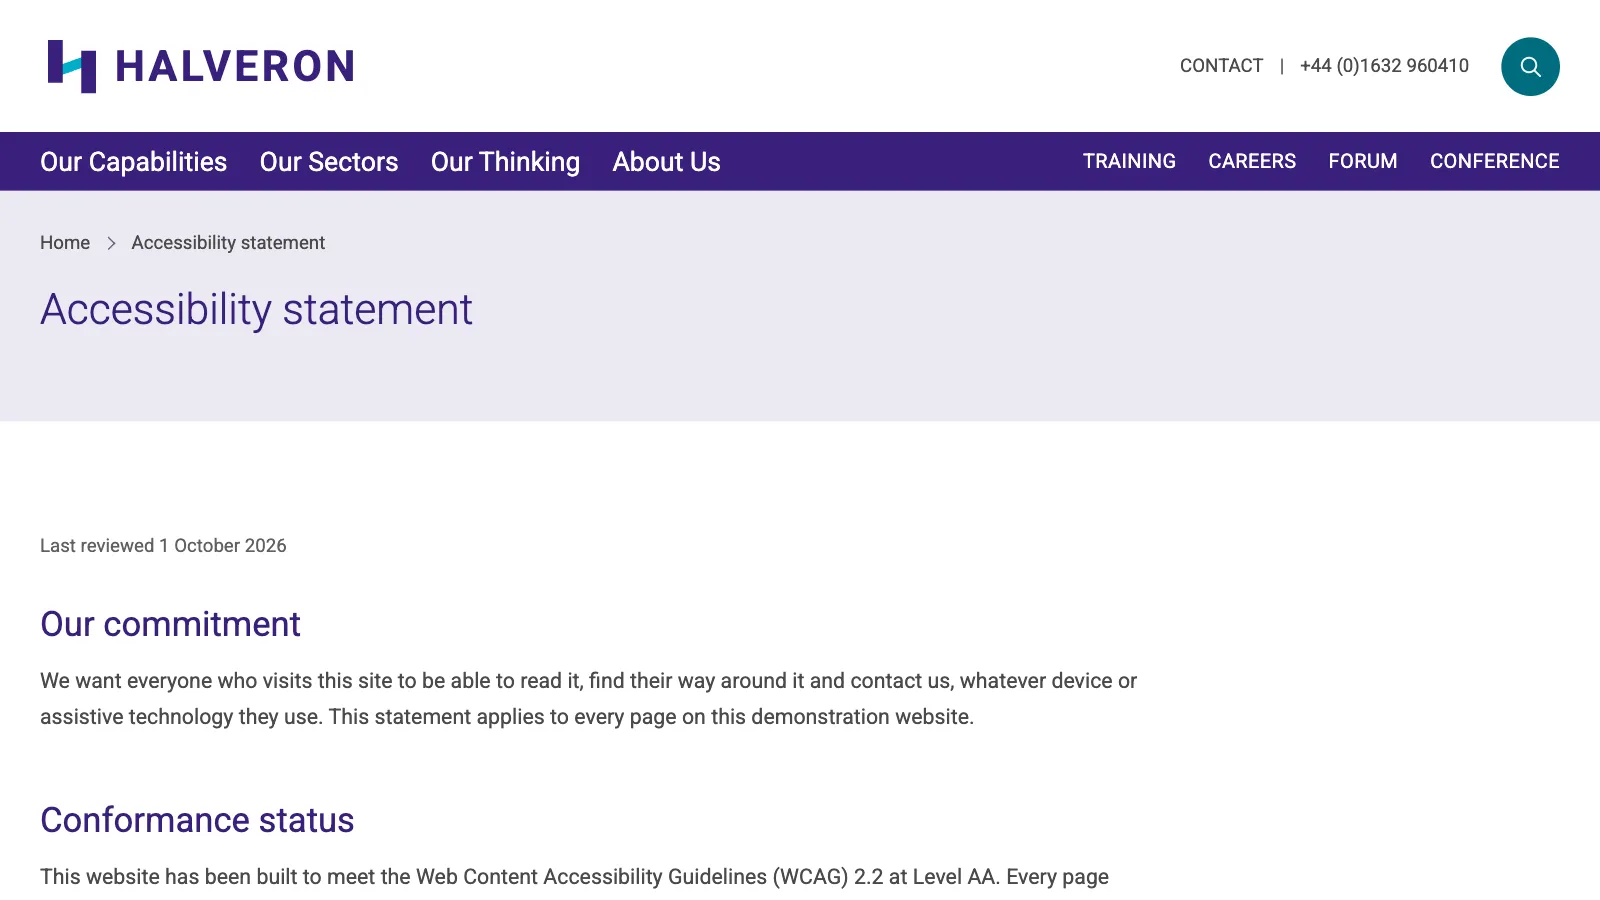 HALVERON
CONTACT | +44 (0)1632 960410
Our Capabilities Our Sectors Our Thinking About Us TRAINING CAREERS FORUM CONFERENCE
Home > Accessibility statement
Accessibility statement
Last reviewed 1 October 2026
Our commitment
We want everyone who visits this site to be able to read it, find their way around it and contact us, whatever device or
assistive technology they use. This statement applies to every page on this demonstration website.
Conformance status
This website has been built to meet the Web Content Accessibility Guidelines (WCAG) 2.2 at Level AA. Every page